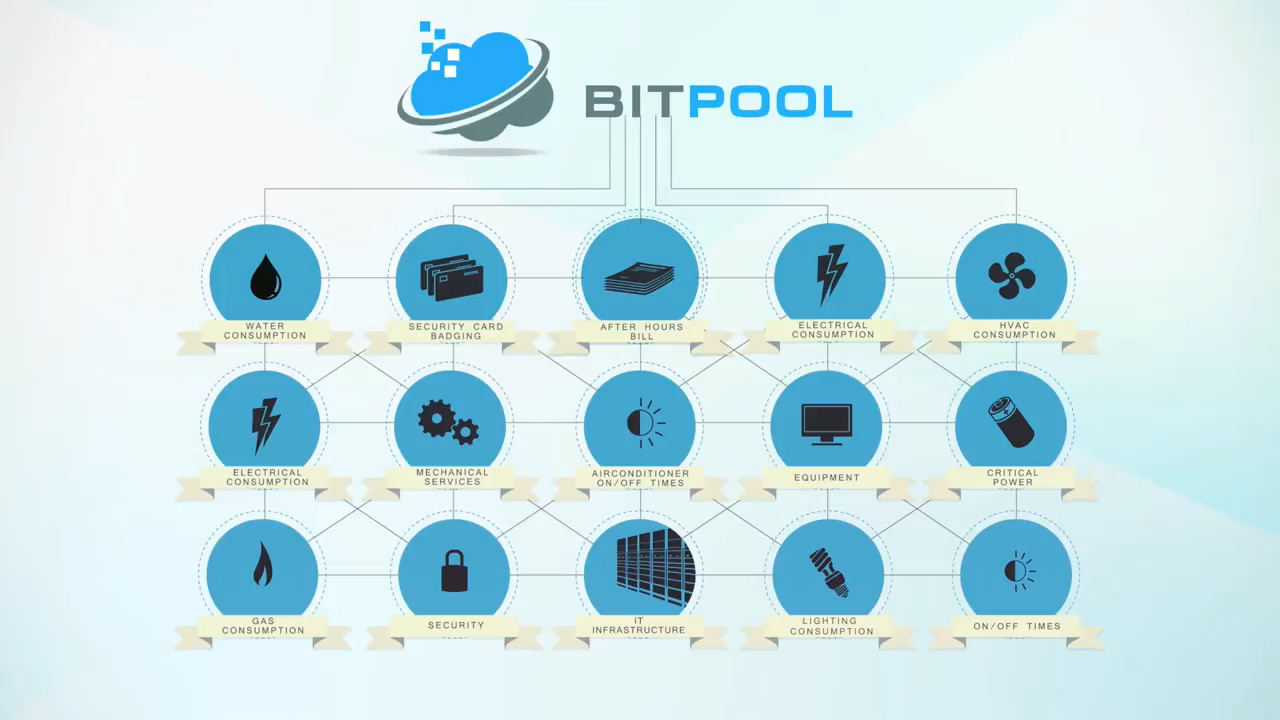 BITPOOL
WATER
CONSUMPTION
SECURITY CARD
BADGING
AFTER HOURS
BILL
ELECTRICAL
CONSUMPTION
HVAC
CONSUMPTION
ELECTRICAL
CONSUMPTION
MECHANICAL
SERVICES
AIRCONDITIONER
ON/OFF TIMES
EQUIPMENT
CRITICAL
POWER
GAS
CONSUMPTION
SECURITY
IT
INFRASTRUCTURE
LIGHTING
CONSUMPTION
ON/OFF TIMES